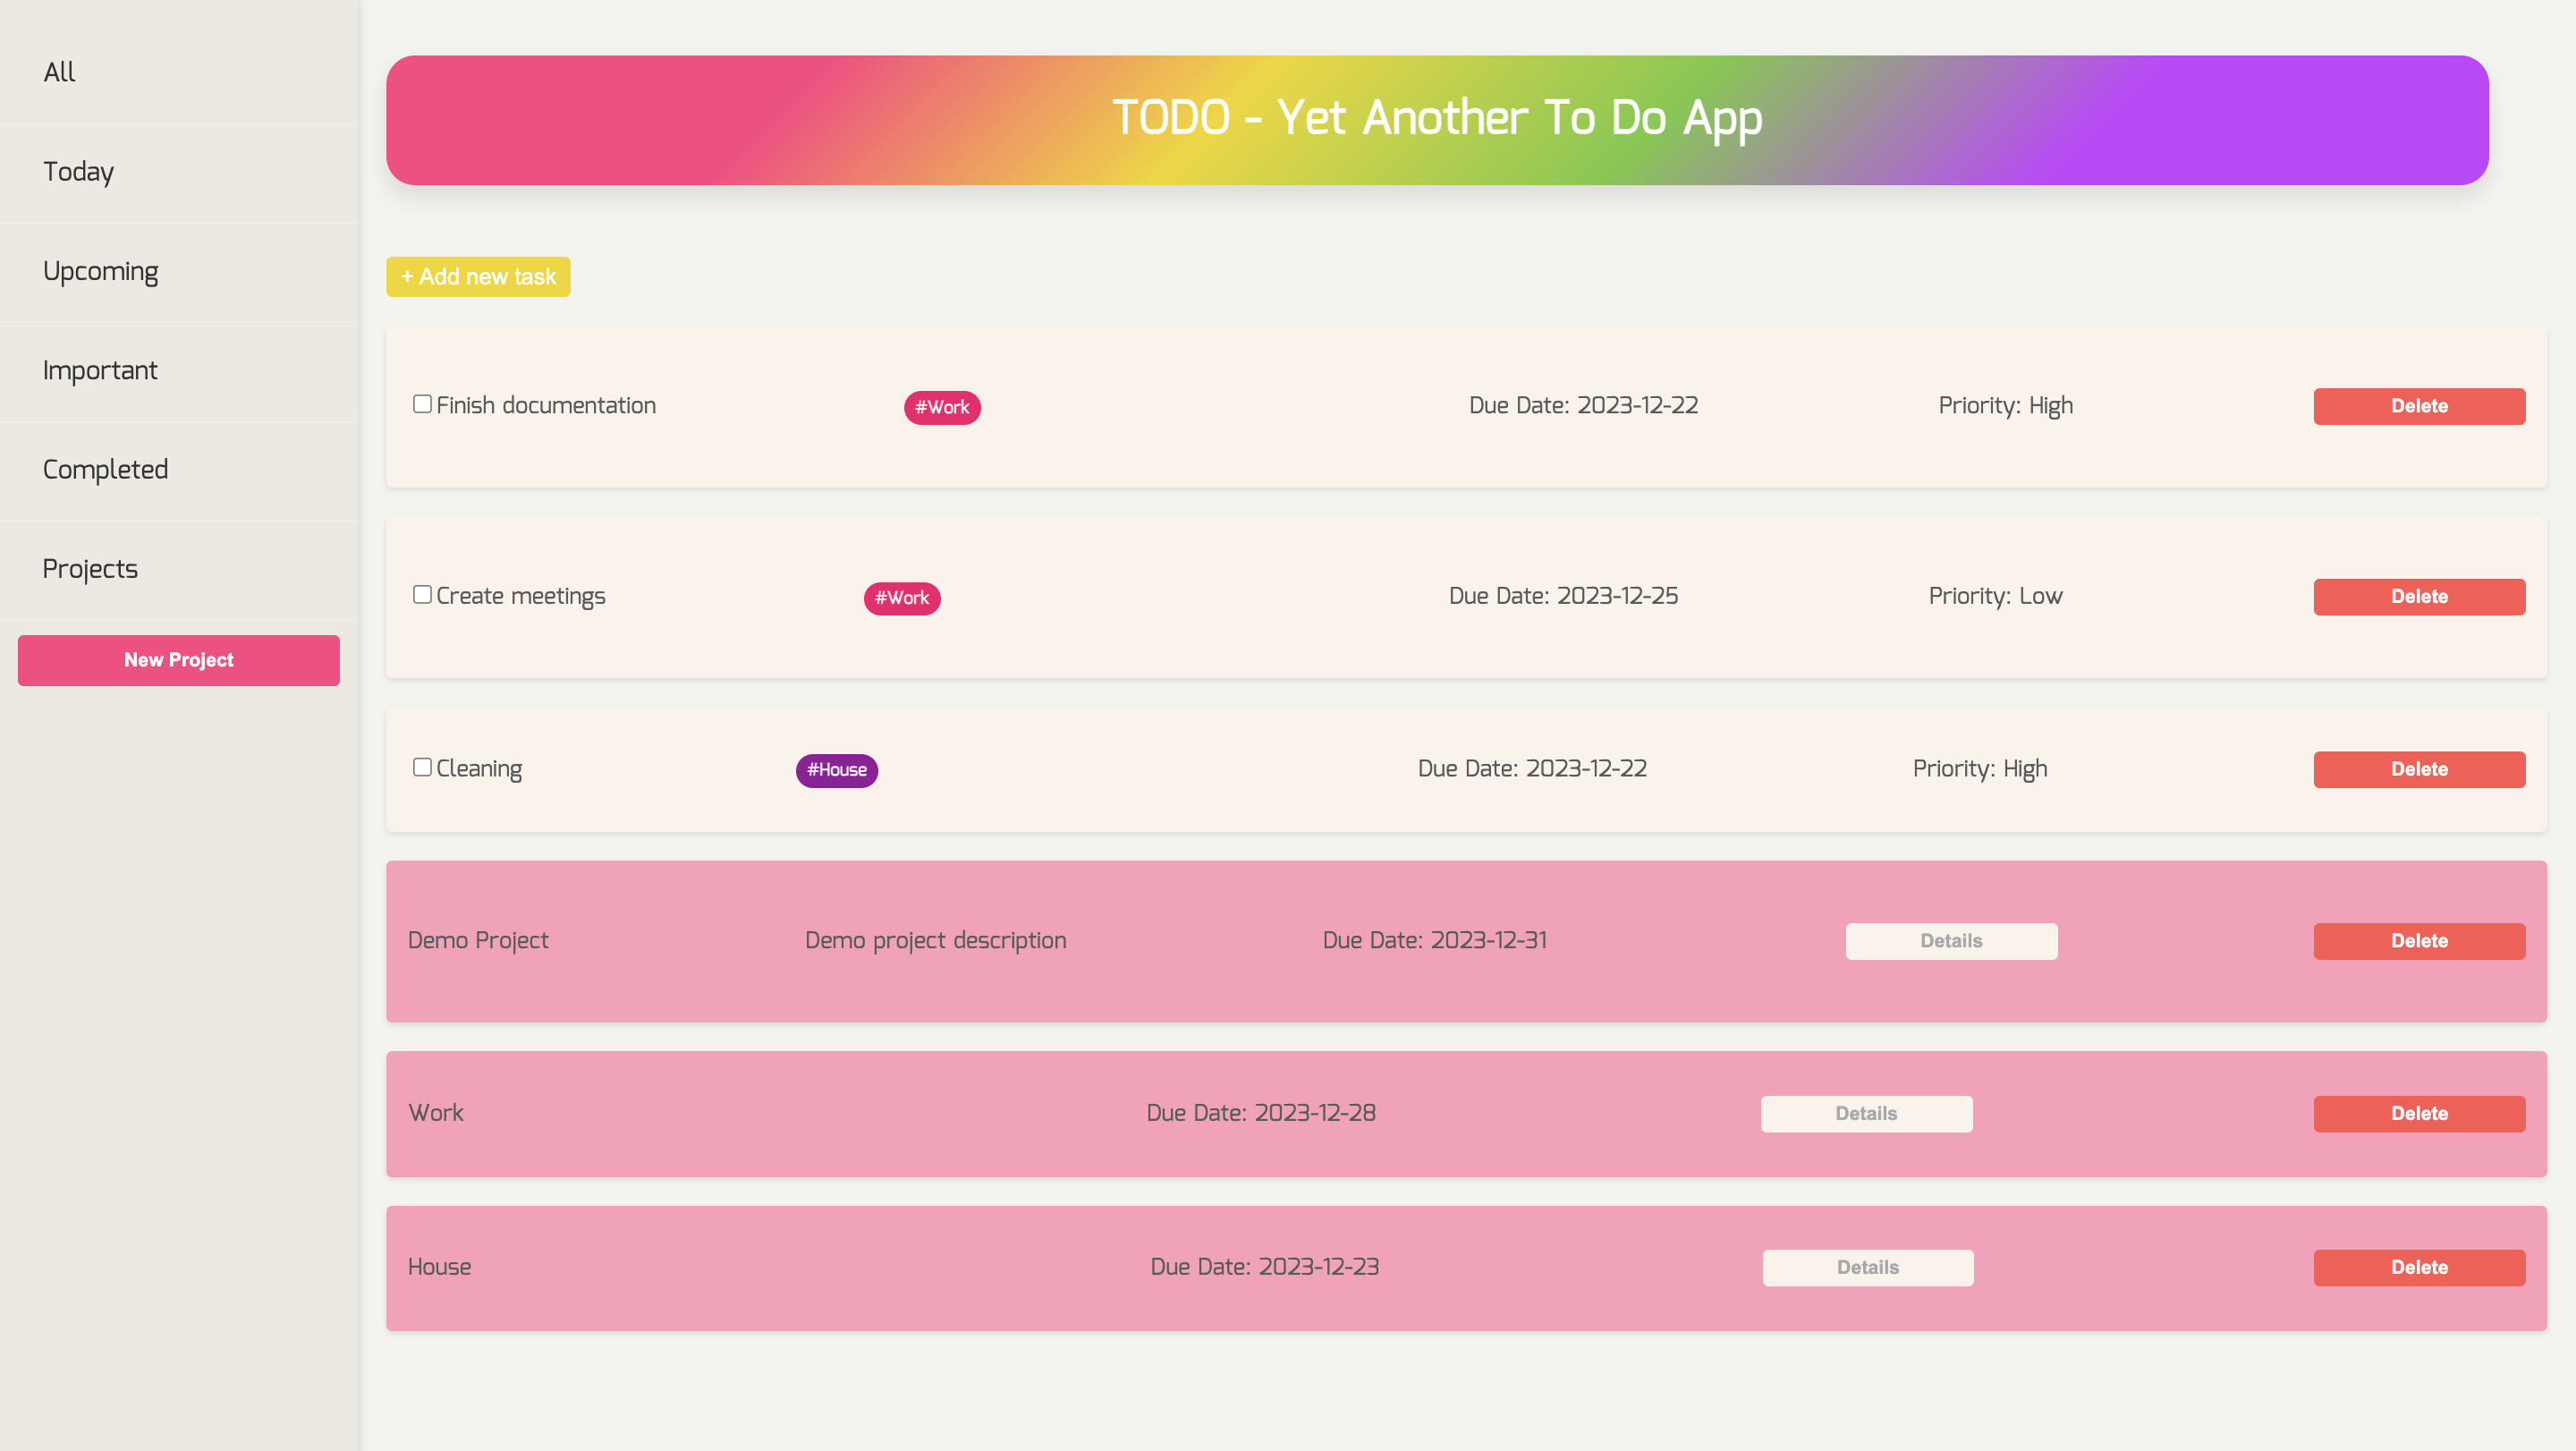 All
Today
Upcoming
Important
Completed
Projects
New Project
TODO - Yet Another To Do App
+ Add new task
Finish documentation #Work Due Date: 2023-12-22 Priority: High Delete
Create meetings #Work Due Date: 2023-12-25 Priority: Low Delete
Cleaning #House Due Date: 2023-12-22 Priority: High Delete
Demo Project Demo project description Due Date: 2023-12-31 Details Delete
Work Due Date: 2023-12-28 Details Delete
House Due Date: 2023-12-23 Details Delete